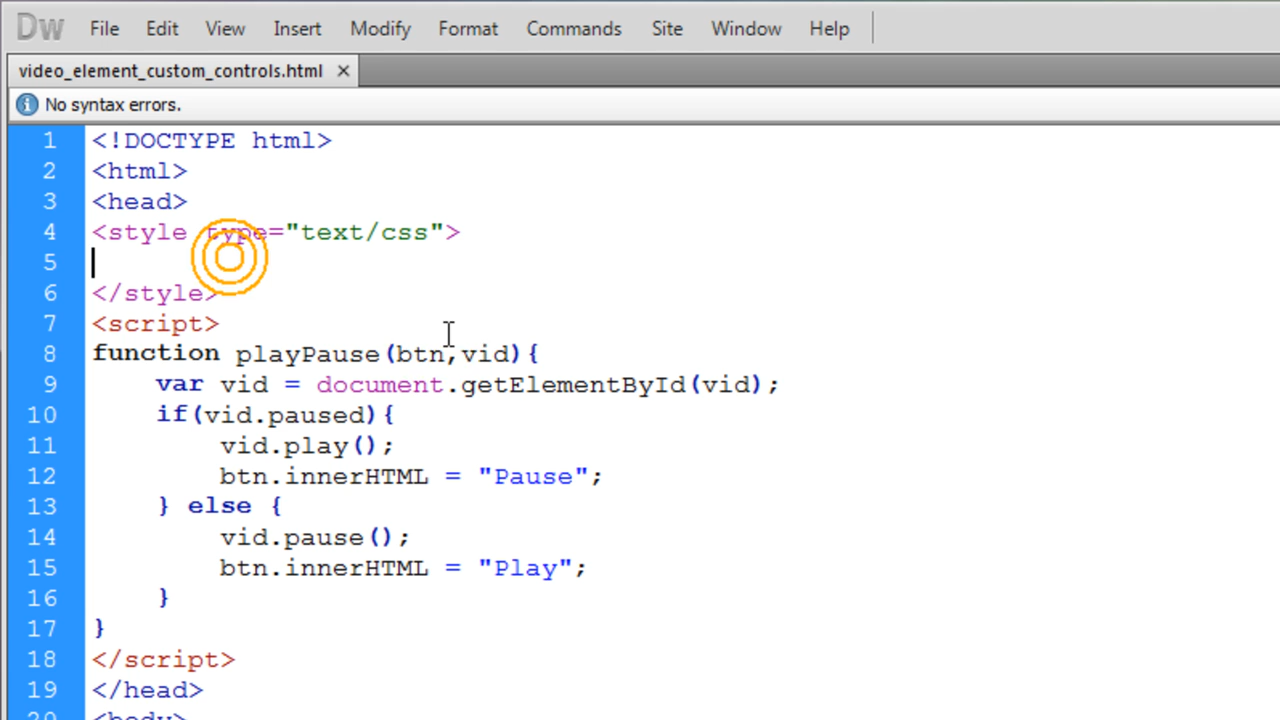 Dw File Edit View Insert Modify Format Commands Site Window Help
video_element_custom_controls.html ×
No syntax errors.
1 <!DOCTYPE html>
2 <html>
3 <head>
4 <style type="text/css">
5
6 </style>
7 <script>
8 function playPause(btn,vid){
9 var vid = document.getElementById(vid);
10 if(vid.paused){
11 vid.play();
12 btn.innerHTML = "Pause";
13 } else {
14 vid.pause();
15 btn.innerHTML = "Play";
16 }
17 }
18 </script>
19 </head>
20 <body>